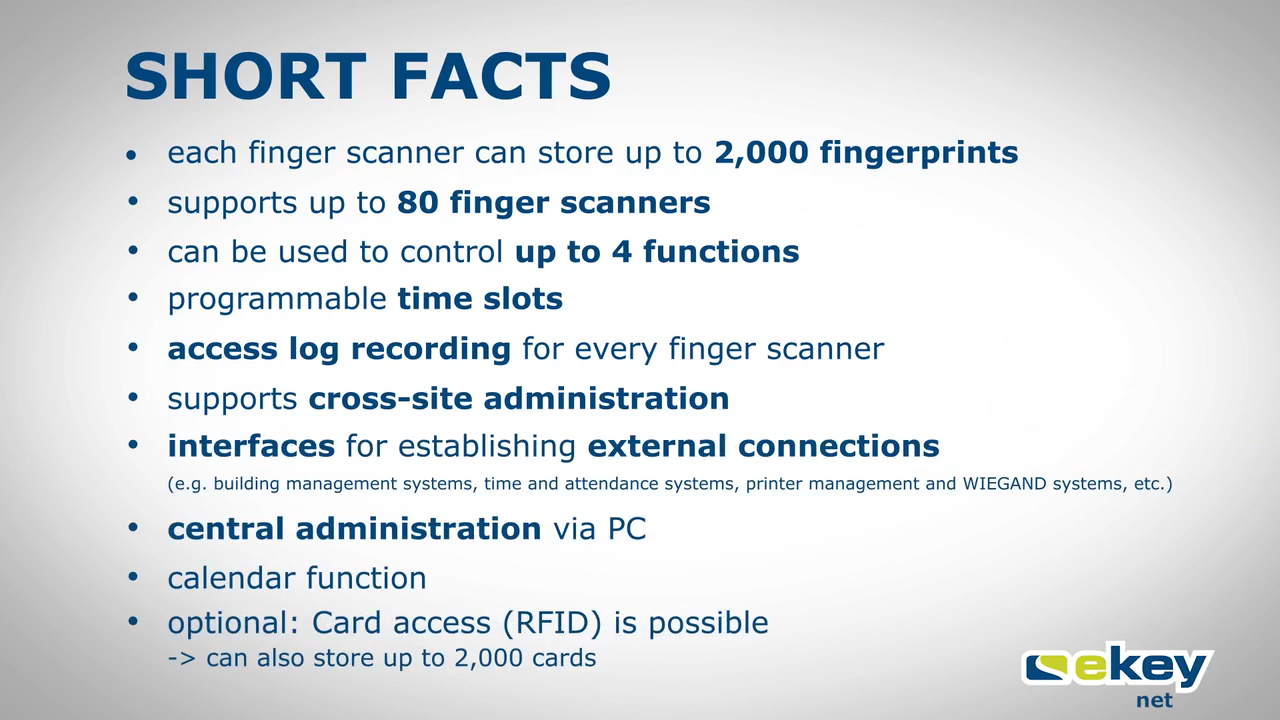 SHORT FACTS
• each finger scanner can store up to 2,000 fingerprints
• supports up to 80 finger scanners
• can be used to control up to 4 functions
• programmable time slots
• access log recording for every finger scanner
• supports cross-site administration
• interfaces for establishing external connections
(e.g. building management systems, time and attendance systems, printer management and WIEGAND systems, etc.)
• central administration via PC
• calendar function
• optional: Card access (RFID) is possible
-> can also store up to 2,000 cards
ekey
net